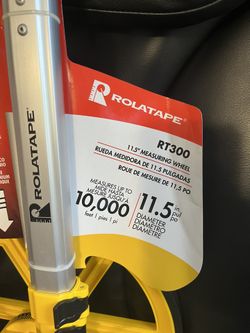 ROLATAPE®
RT300
11.5" MEASURING WHEEL
RUEDA MEDIDORA DE 11.5 PULGADAS
ROUE DE MESURE DE 11.5 PO
MEASURES UP TO
MIDE HASTA
MESURE JUSQU'À
10,000
feet / pies / pi
11.5 in
pul
po
DIAMETER
DIÁMETRO
DIAMÈTRE
ROLATAPE